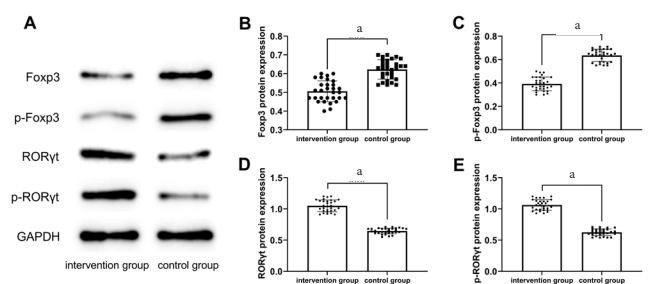 A
Foxp3
p-Foxp3
RORγt
p-RORγt
GAPDH
intervention group control group
B
a
Foxp3 protein expression
0.8
0.7
0.6
0.5
0.4
0.3
intervention group control group
C
a
p-Foxp3 protein expression
0.8
0.6
0.4
0.2
0.0
intervention group control group
D
a
RORγt protein expression
1.5
1.0
0.5
0.0
intervention group control group
E
a
p-RORγt protein expression
1.5
1.0
0.5
0.0
intervention group control group